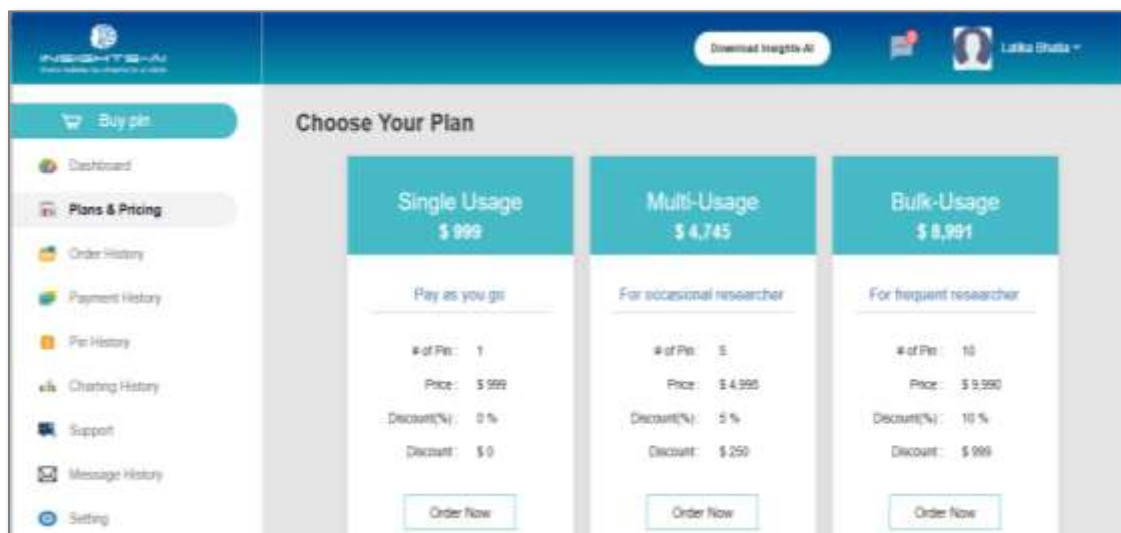 INSIGHTS-AI
Download Insights-AI
Latika Bhatia
Buy pin
Dashboard
Plans & Pricing
Order History
Payment History
Pin History
Charting History
Support
Message History
Setting
Choose Your Plan
Single Usage
$ 999
Pay as you go
# of Pin : 1
Price : $ 999
Discount(%) : 0 %
Discount : $ 0
Order Now
Multi-Usage
$ 4,745
For occasional researcher
# of Pin : 5
Price : $ 4,995
Discount(%) : 5 %
Discount : $ 250
Order Now
Bulk-Usage
$ 8,991
For frequent researcher
# of Pin : 10
Price : $ 9,990
Discount(%) : 10 %
Discount : $ 999
Order Now